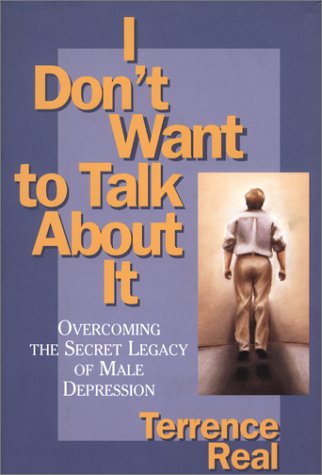 I
Don't
Want
to Talk
About
It
OVERCOMING
THE SECRET LEGACY
OF MALE
DEPRESSION
Terrence
Real